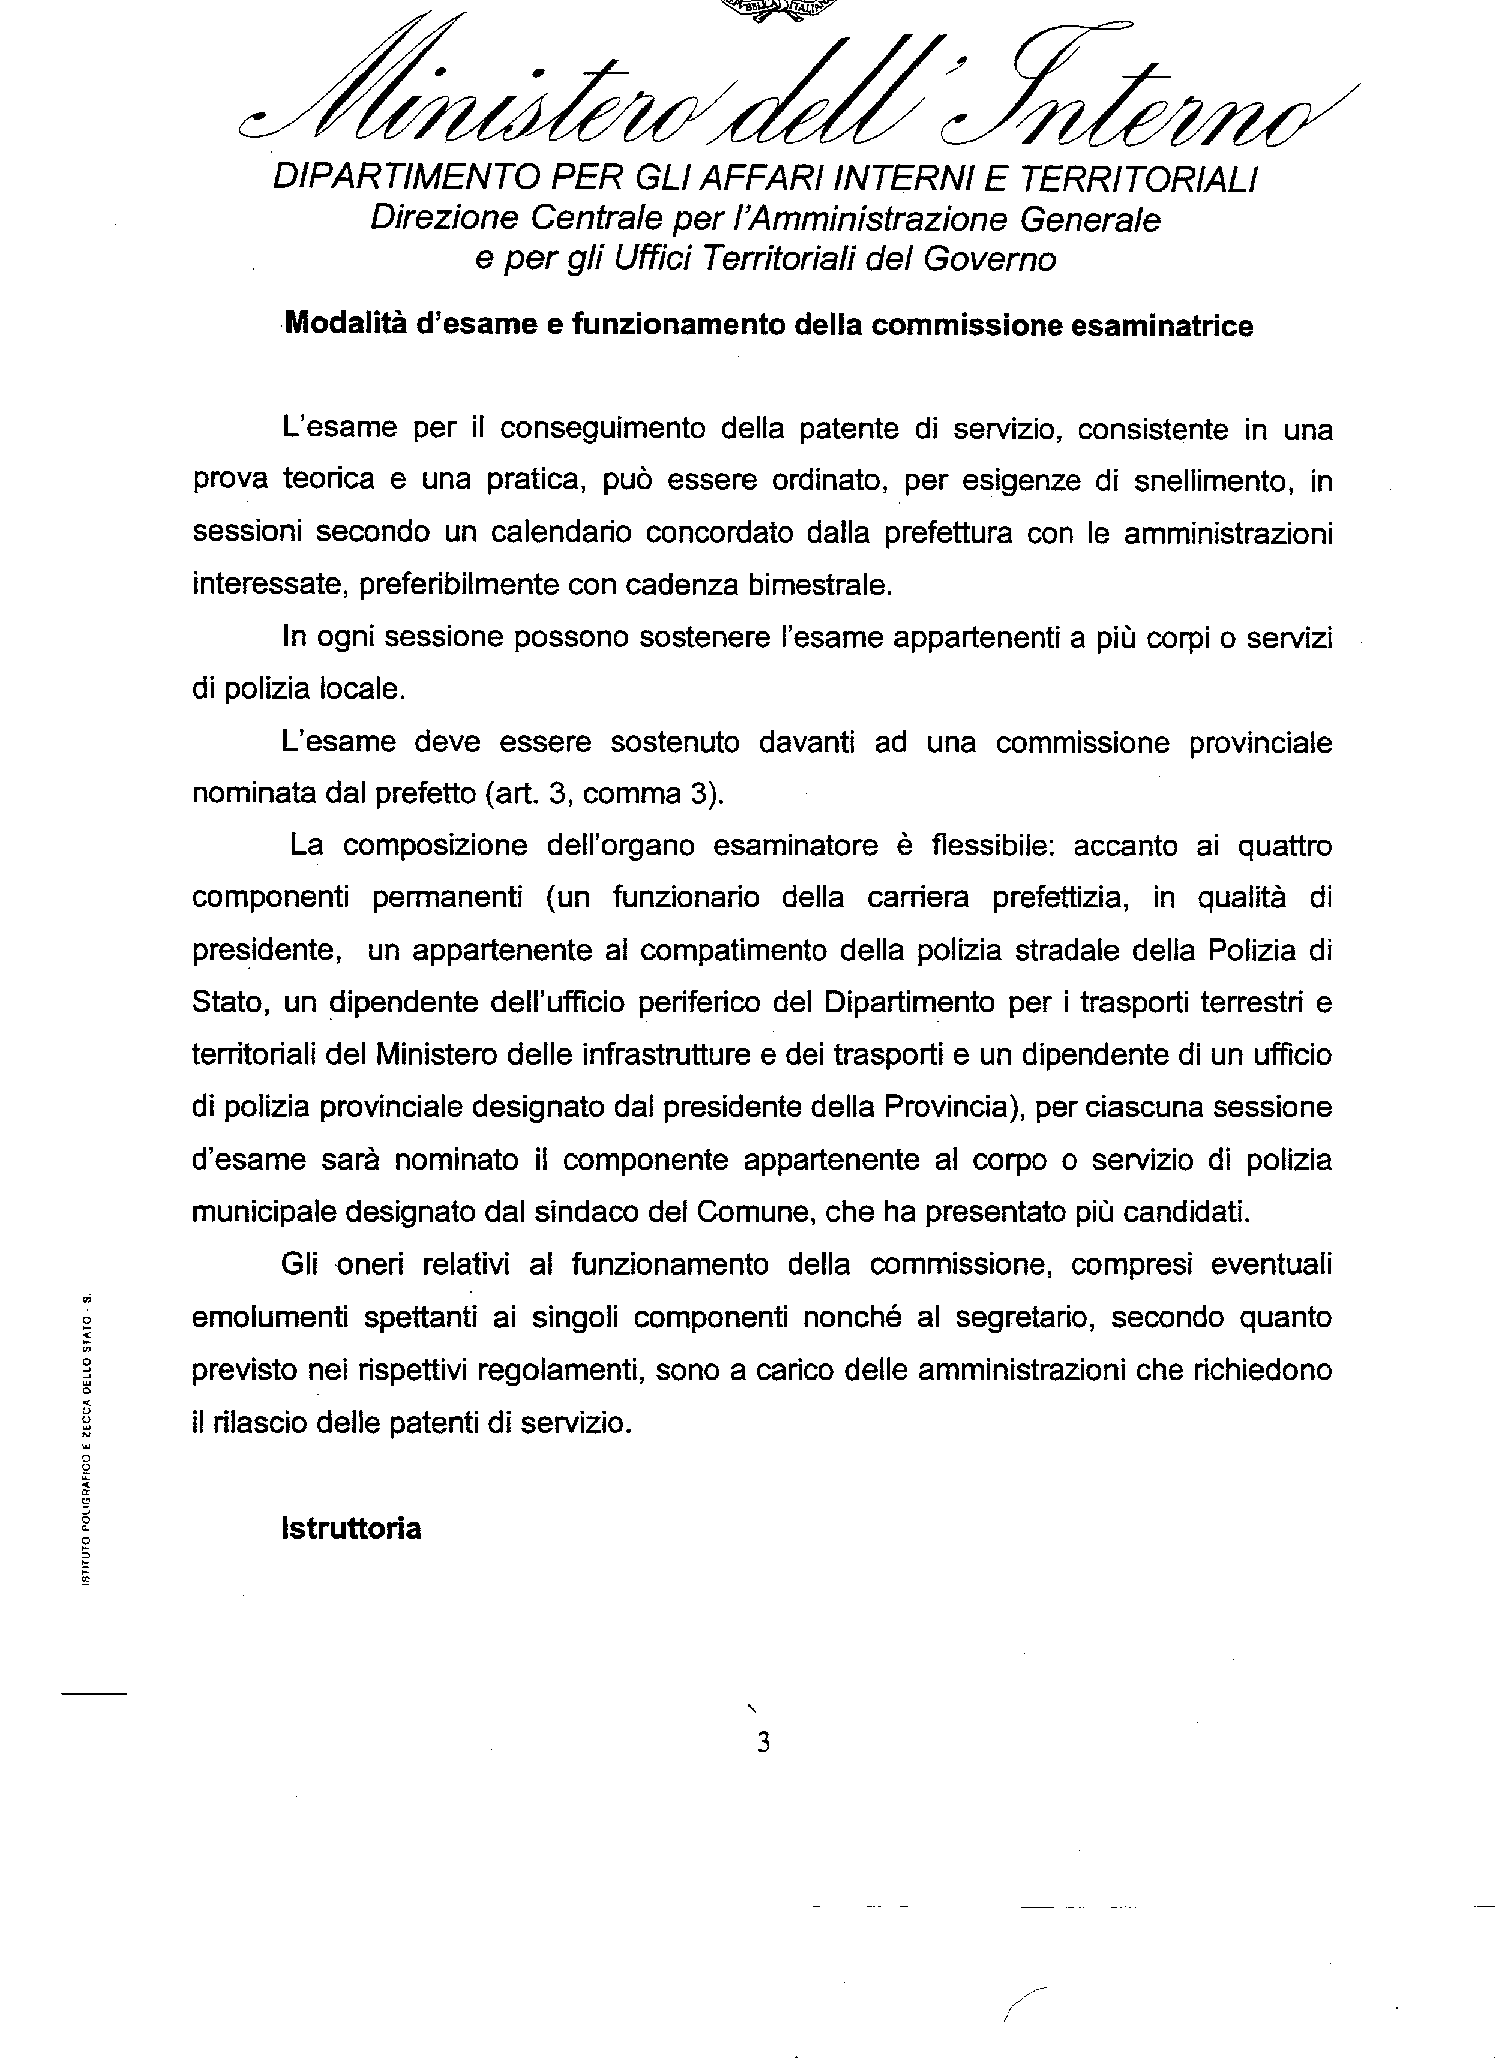 Ministero dell'Interno
DIPARTIMENTO PER GLI AFFARI INTERNI E TERRITORIALI
Direzione Centrale per l'Amministrazione Generale
e per gli Uffici Territoriali del Governo
Modalità d'esame e funzionamento della commissione esaminatrice
L'esame per il conseguimento della patente di servizio, consistente in una
prova teorica e una pratica, può essere ordinato, per esigenze di snellimento, in
sessioni secondo un calendario concordato dalla prefettura con le amministrazioni
interessate, preferibilmente con cadenza bimestrale.
In ogni sessione possono sostenere l'esame appartenenti a più corpi o servizi
di polizia locale.
L'esame deve essere sostenuto davanti ad una commissione provinciale
nominata dal prefetto (art. 3, comma 3).
La composizione dell'organo esaminatore è flessibile: accanto ai quattro
componenti permanenti (un funzionario della carriera prefettizia, in qualità di
presidente, un appartenente al compatimento della polizia stradale della Polizia di
Stato, un dipendente dell'ufficio periferico del Dipartimento per i trasporti terrestri e
territoriali del Ministero delle infrastrutture e dei trasporti e un dipendente di un ufficio
di polizia provinciale designato dal presidente della Provincia), per ciascuna sessione
d'esame sarà nominato il componente appartenente al corpo o servizio di polizia
municipale designato dal sindaco del Comune, che ha presentato più candidati.
Gli oneri relativi al funzionamento della commissione, compresi eventuali
emolumenti spettanti ai singoli componenti nonché al segretario, secondo quanto
previsto nei rispettivi regolamenti, sono a carico delle amministrazioni che richiedono
il rilascio delle patenti di servizio.
Istruttoria
ISTITUTO POLIGRAFICO E ZECCA DELLO STATO - S.
3